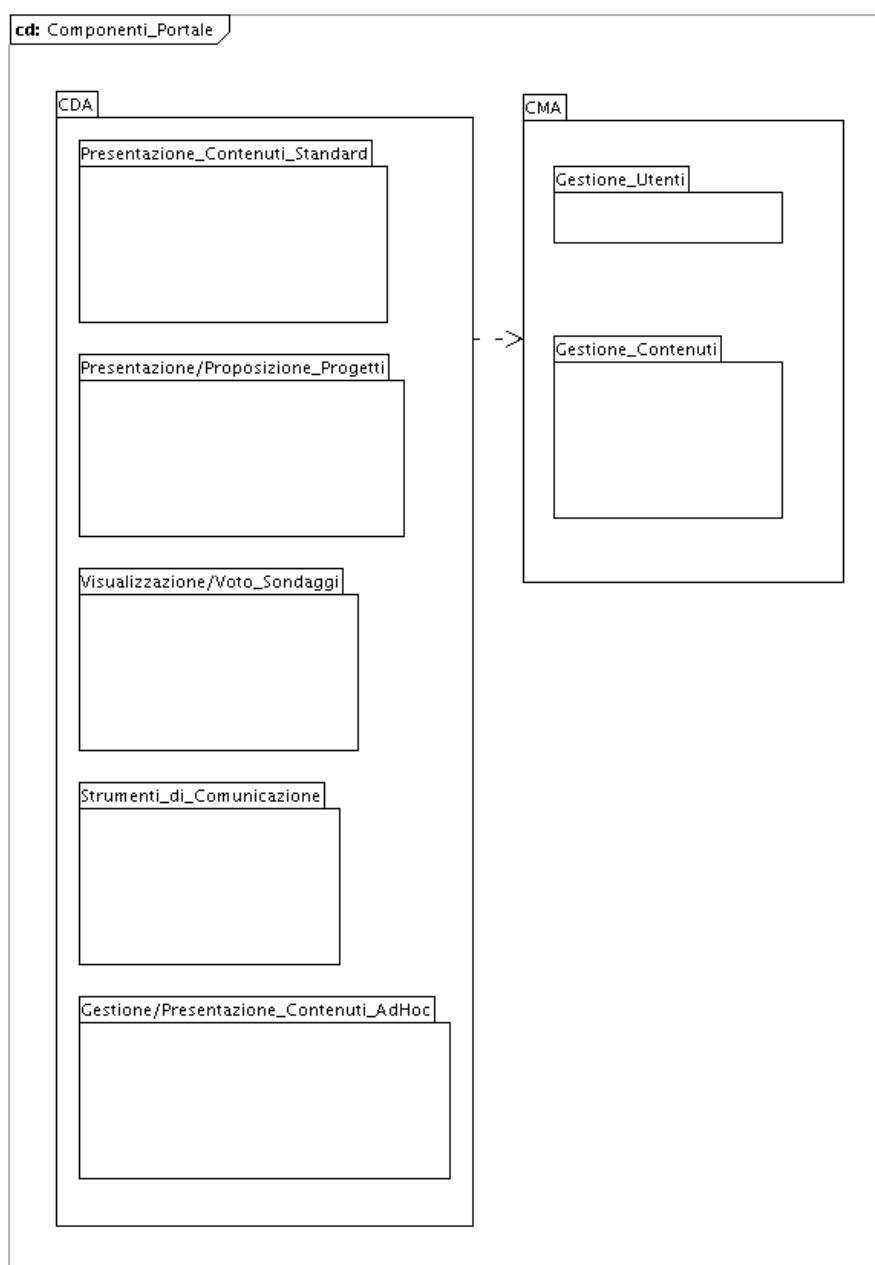 cd: Componenti_Portale
CDA
Presentazione_Contenuti_Standard
Presentazione/Proposizione_Progetti
Visualizzazione/Voto_Sondaggi
Strumenti_di_Comunicazione
Gestione/Presentazione_Contenuti_AdHoc
CMA
Gestione_Utenti
Gestione_Contenuti